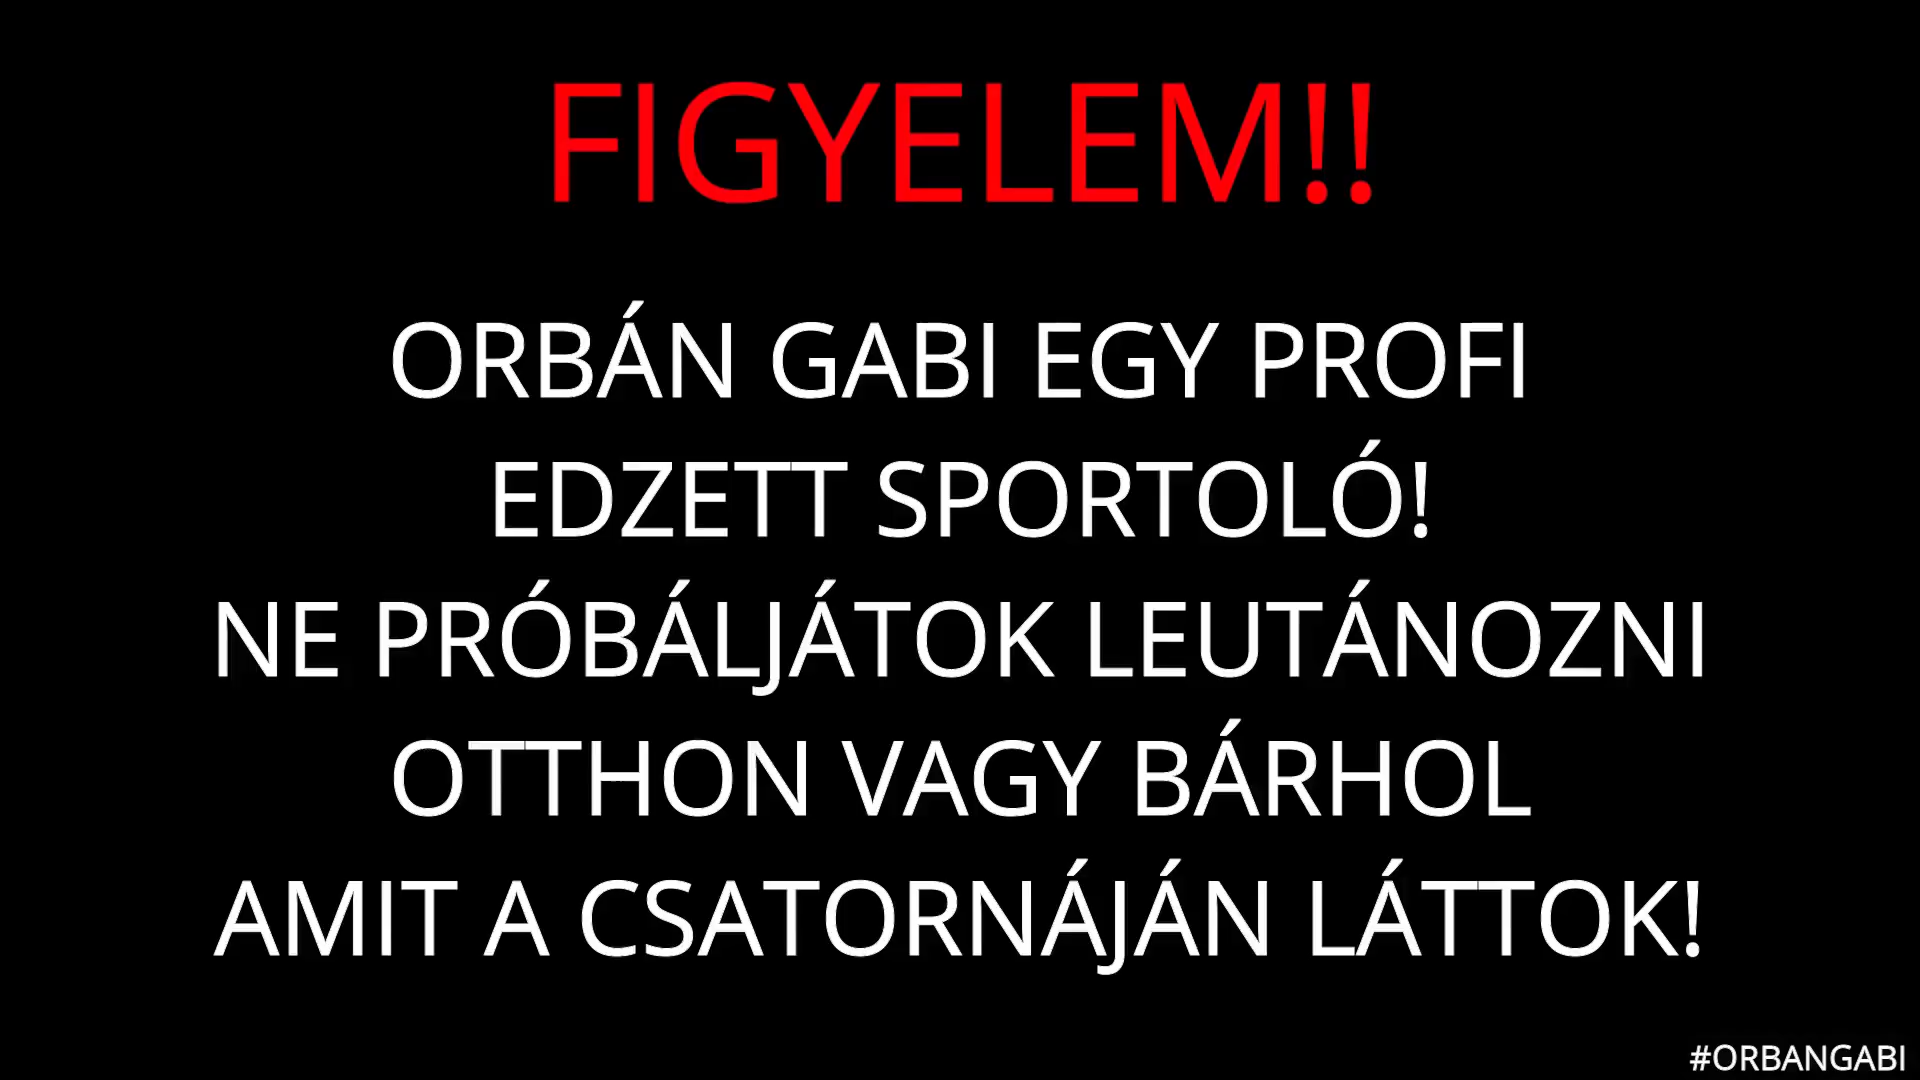 FIGYELEM!!
ORBÁN GABI EGY PROFI
EDZETT SPORTOLÓ!
NE PRÓBÁLJÁTOK LEUTÁNOZNI
OTTHON VAGY BÁRHOL
AMIT A CSATORNÁJÁN LÁTTOK!
#ORBANGABI